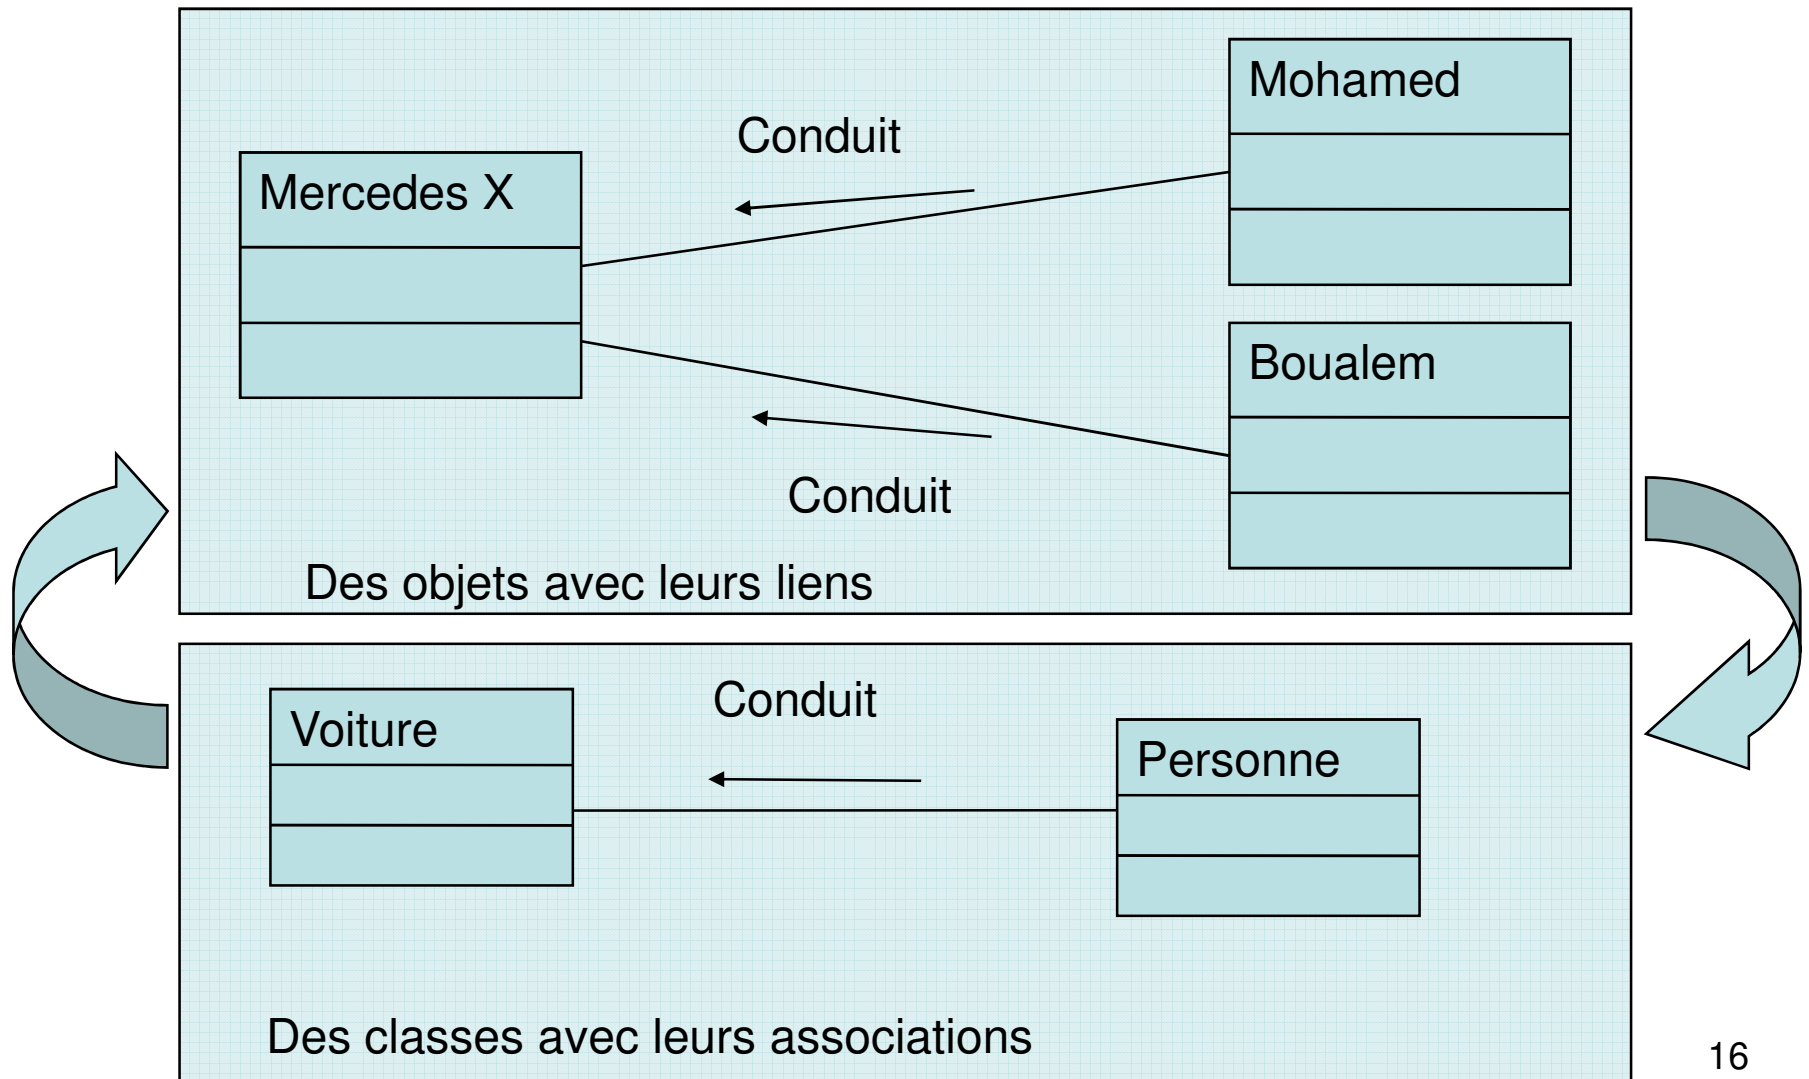 Mohamed
Conduit
Mercedes X
Boualem
Conduit
Des objets avec leurs liens
Conduit
Voiture
Personne
Des classes avec leurs associations
16